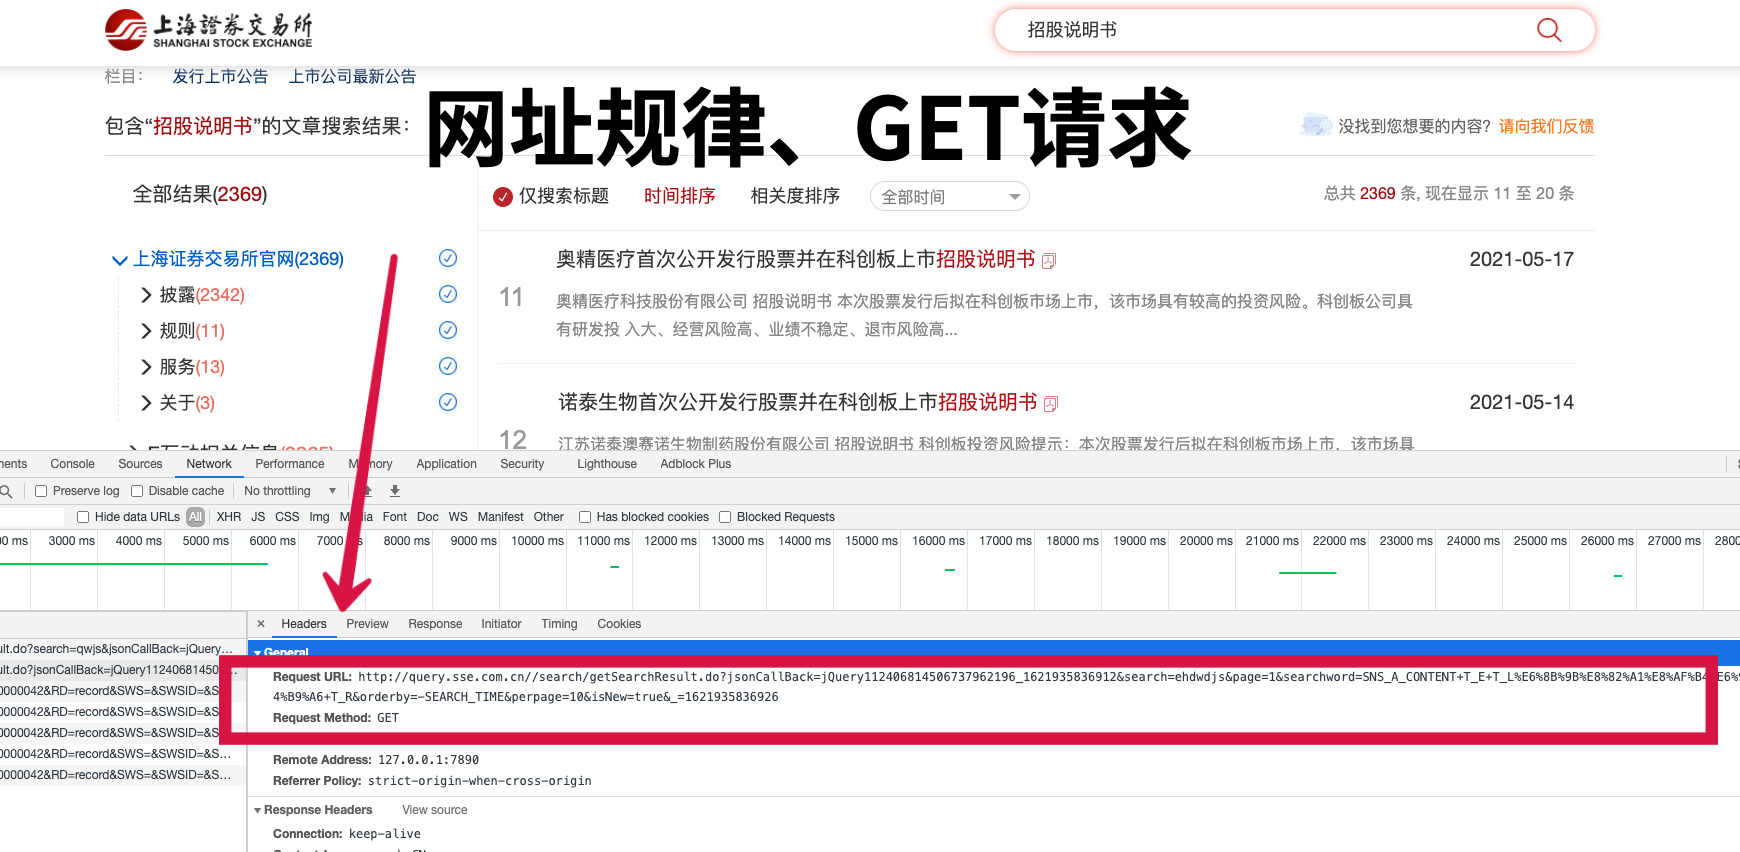 上海證券交易所
SHANGHAI STOCK EXCHANGE
招股说明书
栏目： 发行上市公告 上市公司最新公告
网址规律、GET请求
包含“招股说明书”的文章搜索结果：
没找到您想要的内容？请向我们反馈
全部结果(2369)
仅搜索标题 时间排序 相关度排序 全部时间
总共 2369 条, 现在显示 11 至 20 条
上海证券交易所官网(2369)
披露(2342)
规则(11)
服务(13)
关于(3)
11
奥精医疗首次公开发行股票并在科创板上市招股说明书
2021-05-17
奥精医疗科技股份有限公司 招股说明书 本次股票发行后拟在科创板市场上市，该市场具有较高的投资风险。科创板公司具
有研发投 入大、经营风险高、业绩不稳定、退市风险高...
12
诺泰生物首次公开发行股票并在科创板上市招股说明书
2021-05-14
江苏诺泰澳赛诺生物制药股份有限公司 招股说明书 科创板投资风险提示：本次股票发行后拟在科创板市场上市，该市场具
ments Console Sources Network Performance Memory Application Security Lighthouse Adblock Plus
Preserve log Disable cache No throttling
Hide data URLs All XHR JS CSS Img Media Font Doc WS Manifest Other Has blocked cookies Blocked Requests
00 ms 3000 ms 4000 ms 5000 ms 6000 ms 7000 ms 8000 ms 9000 ms 10000 ms 11000 ms 12000 ms 13000 ms 14000 ms 15000 ms 16000 ms 17000 ms 18000 ms 19000 ms 20000 ms 21000 ms 22000 ms 23000 ms 24000 ms 25000 ms 26000 ms 27000 ms 2800
× Headers Preview Response Initiator Timing Cookies
ult.do?search=qwjs&jsonCallBack=jQuery…
ult.do?jsonCallBack=jQuery11240681450
0000042&RD=record&SWS=&SWSID=&S
0000042&RD=record&SWS=&SWSID=&S
0000042&RD=record&SWS=&SWSID=&S
0000042&RD=record&SWS=&SWSID=&S…
0000042&RD=record&SWS=&SWSID=&S…
General
Request URL: http://query.sse.com.cn//search/getSearchResult.do?jsonCallBack=jQuery112406814506737962196_1621935836912&search=ehdwdjs&page=1&searchword=SNS_A_CONTENT+T_E+T_L%E6%8B%9B%E8%82%A1%E8%AF%B4%E6%9
4%B9%A6+T_R&orderby=-SEARCH_TIME&perpage=10&isNew=true&_=1621935836926
Request Method: GET
Remote Address: 127.0.0.1:7890
Referrer Policy: strict-origin-when-cross-origin
Response Headers View source
Connection: keep-alive